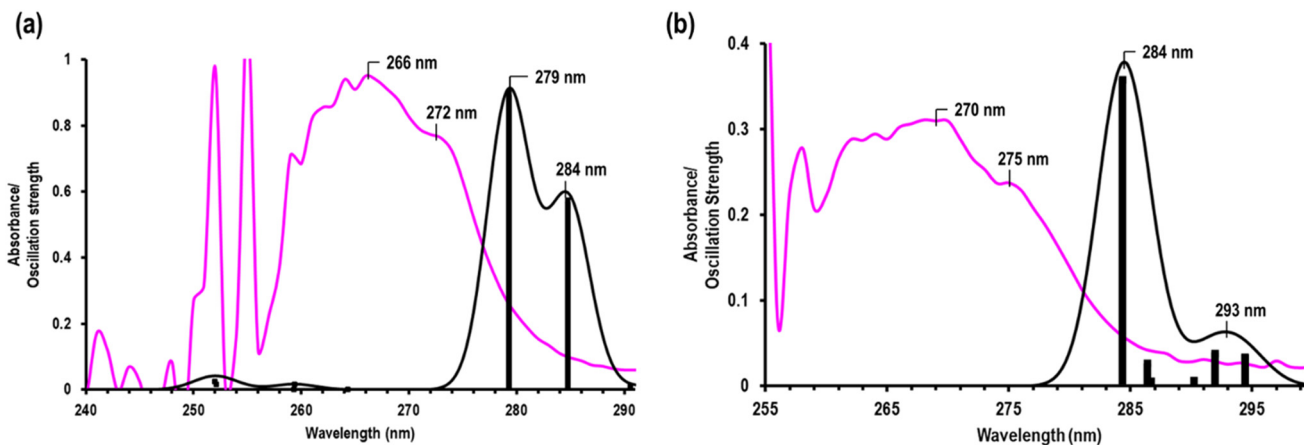 (a)
1
0.8
0.6
0.4
0.2
0
Absorbance/
Oscillation strength
266 nm
272 nm
279 nm
284 nm
240 250 260 270 280 290
Wavelength (nm)
(b)
0.4
0.3
0.2
0.1
0
Absorbance/
Oscillation Strength
284 nm
270 nm
275 nm
293 nm
255 265 275 285 295
Wavelength (nm)